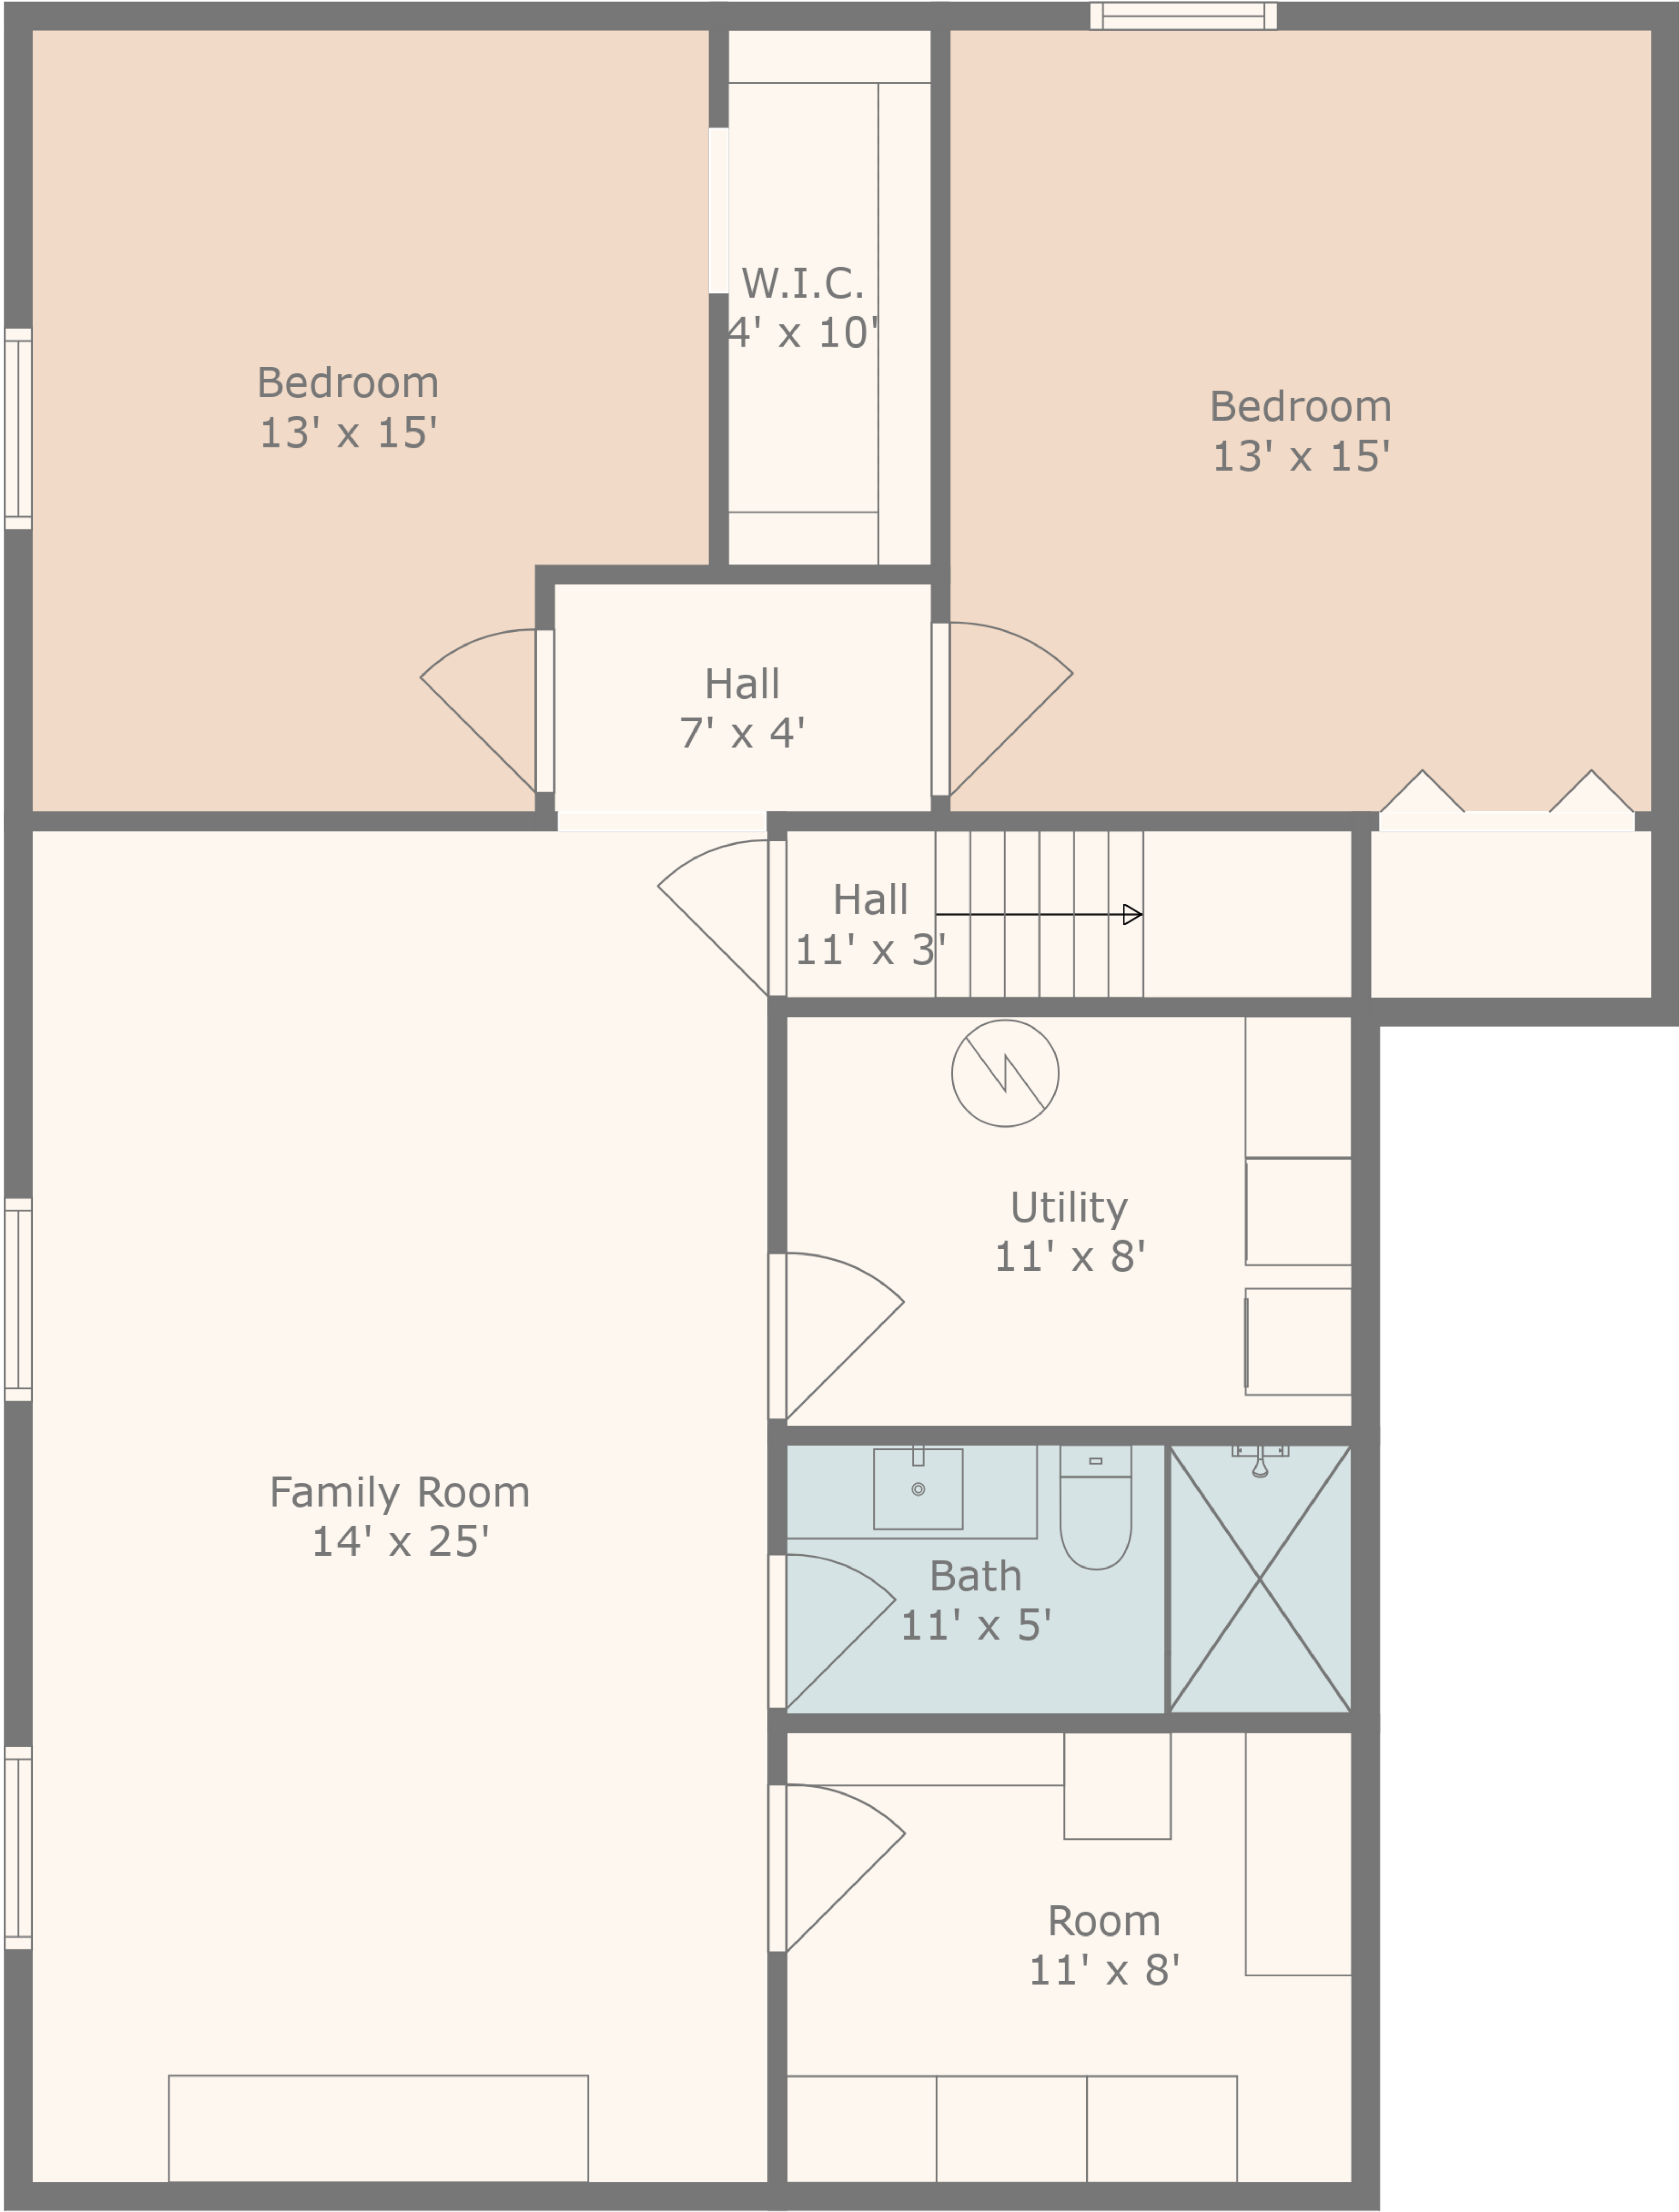 W.I.C.
4' x 10'
Bedroom
13' x 15'
Bedroom
13' x 15'
Hall
7' x 4'
Hall
11' x 3'
Utility
11' x 8'
Family Room
14' x 25'
Bath
11' x 5'
Room
11' x 8'